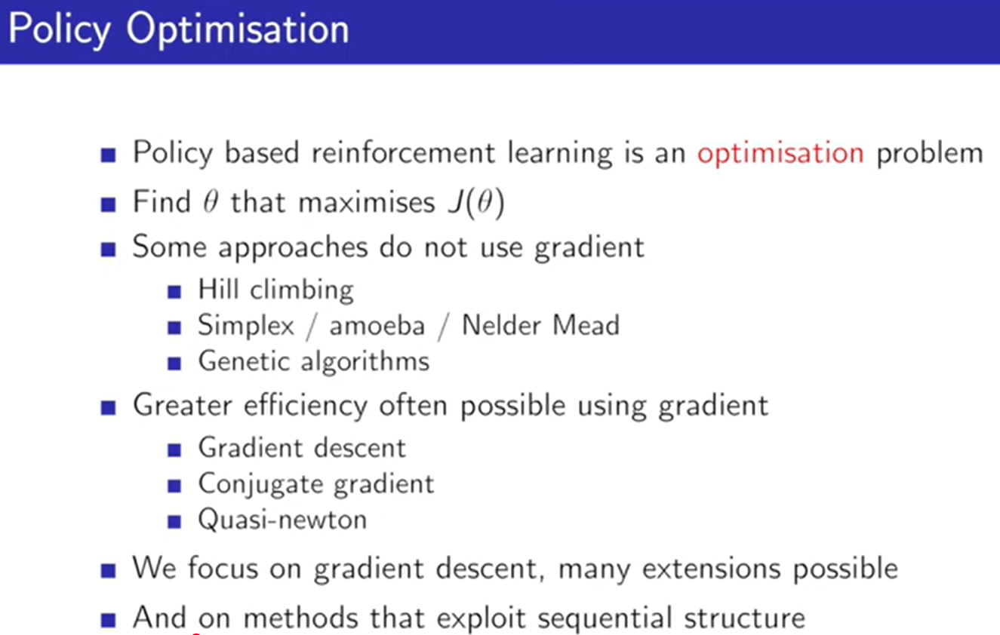 Policy Optimisation
Policy based reinforcement learning is an optimisation problem
Find θ that maximises J(θ)
Some approaches do not use gradient
Hill climbing
Simplex / amoeba / Nelder Mead
Genetic algorithms
Greater efficiency often possible using gradient
Gradient descent
Conjugate gradient
Quasi-newton
We focus on gradient descent, many extensions possible
And on methods that exploit sequential structure